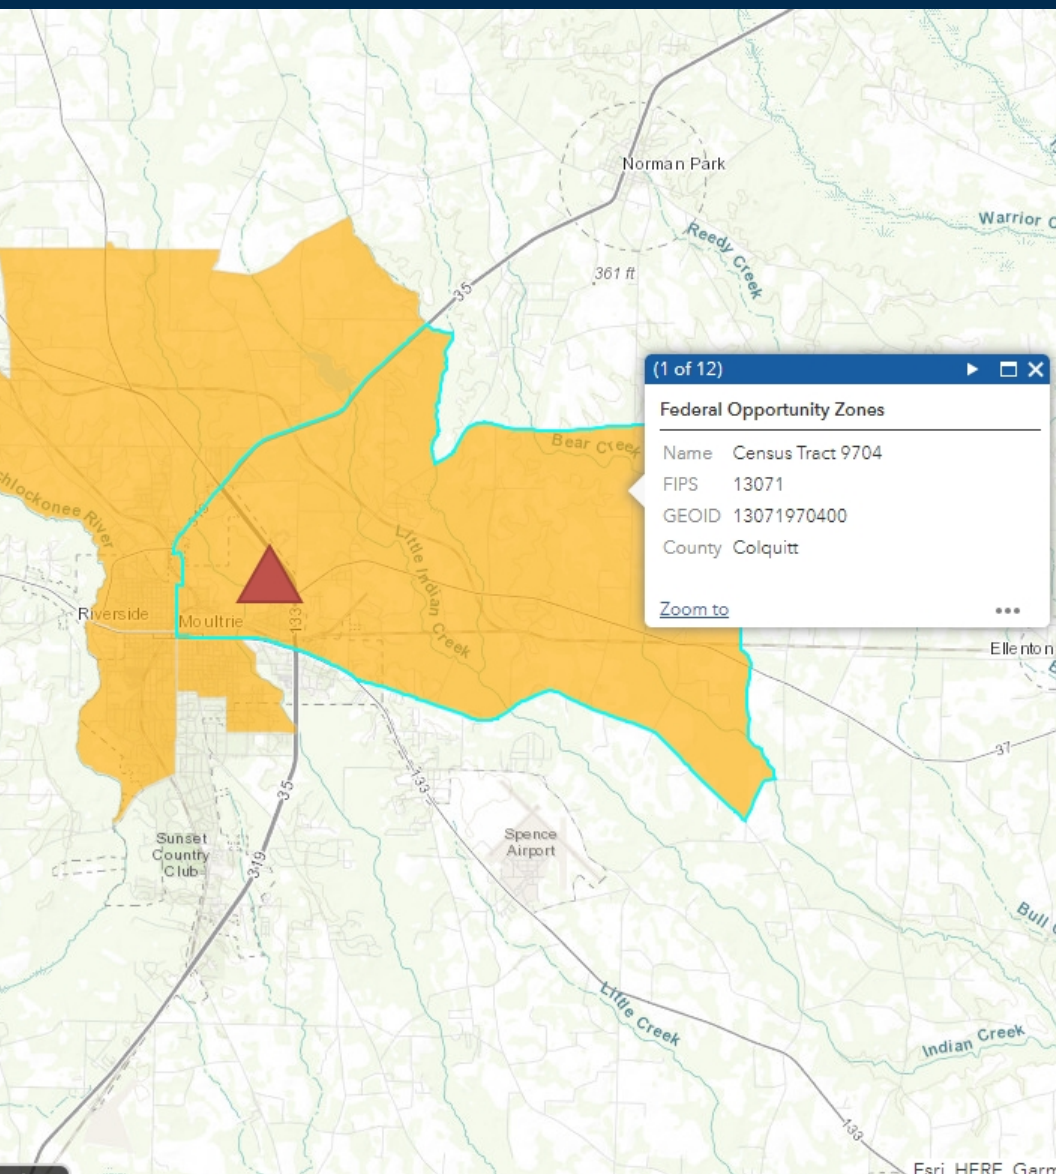 Norman Park
Warrior
Reedy Creek
361 ft
35
(1 of 12)
Federal Opportunity Zones
Name Census Tract 9704
FIPS 13071
GEOID 13071970400
County Colquitt
Zoom to
Bear Creek
Little Indian Creek
Riverside
Moultrie
133
Ellenton
37
133
35
Spence
Airport
Sunset
Country
Club
319
Bull
Little Creek
Indian Creek
133
Esri, HERE, Garm